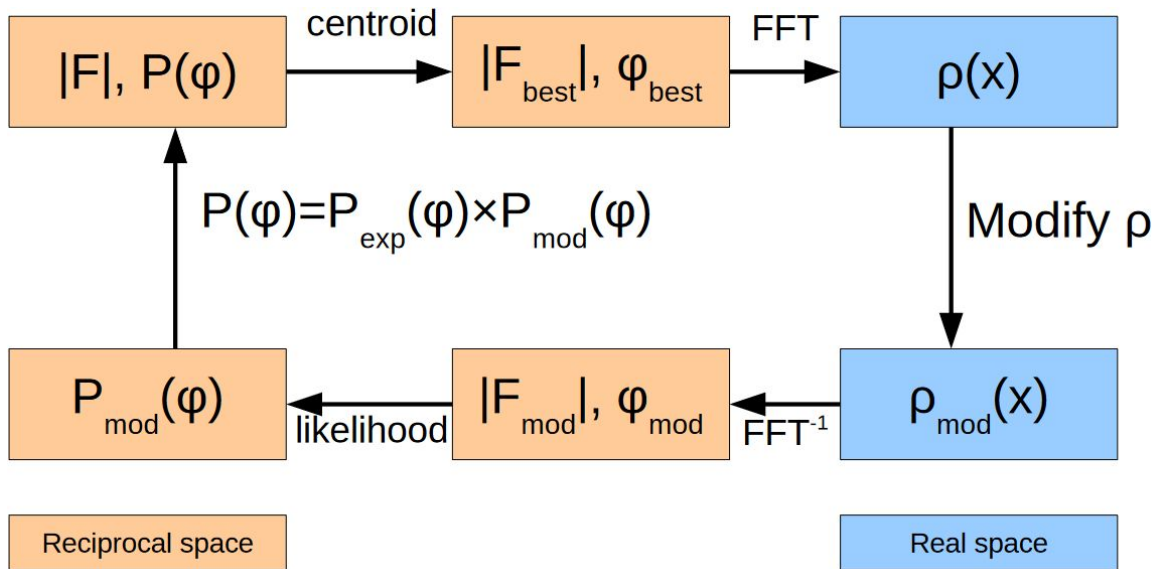 centroid
FFT
|F|, P(φ)
|F_best|, φ_best
ρ(x)
P(φ)=P_exp(φ)×P_mod(φ)
Modify ρ
P_mod(φ)
likelihood
|F_mod|, φ_mod
FFT⁻¹
ρ_mod(x)
Reciprocal space
Real space